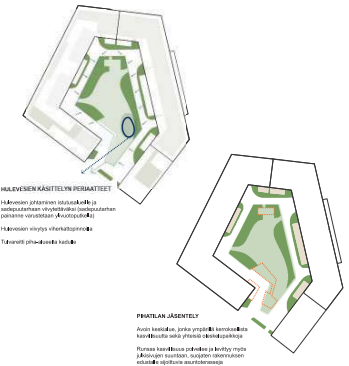 HULEVESIEN KÄSITTELYN PERIAATTEET
Hulevesien johtaminen istutusalueille ja
sadepuutarhaan viivytettäväksi (sadepuutarhan
painanne varustetaan ylivuotoputkella)
Hulevesien viivytys viherkattopinnoilla
Tulvareitti piha-alueelta kadulle
PIHATILAN JÄSENTELY
Avoin keskialue, jonka ympärillä kerroksellista
kasvillisuutta sekä yhteisiä oleskelupaikkoja
Runsas kasvillisuus polveilee ja levittyy myös
julkisivujen suuntaan, suojaten rakennuksen
edustalle sijoittuvia asuntoterasseja